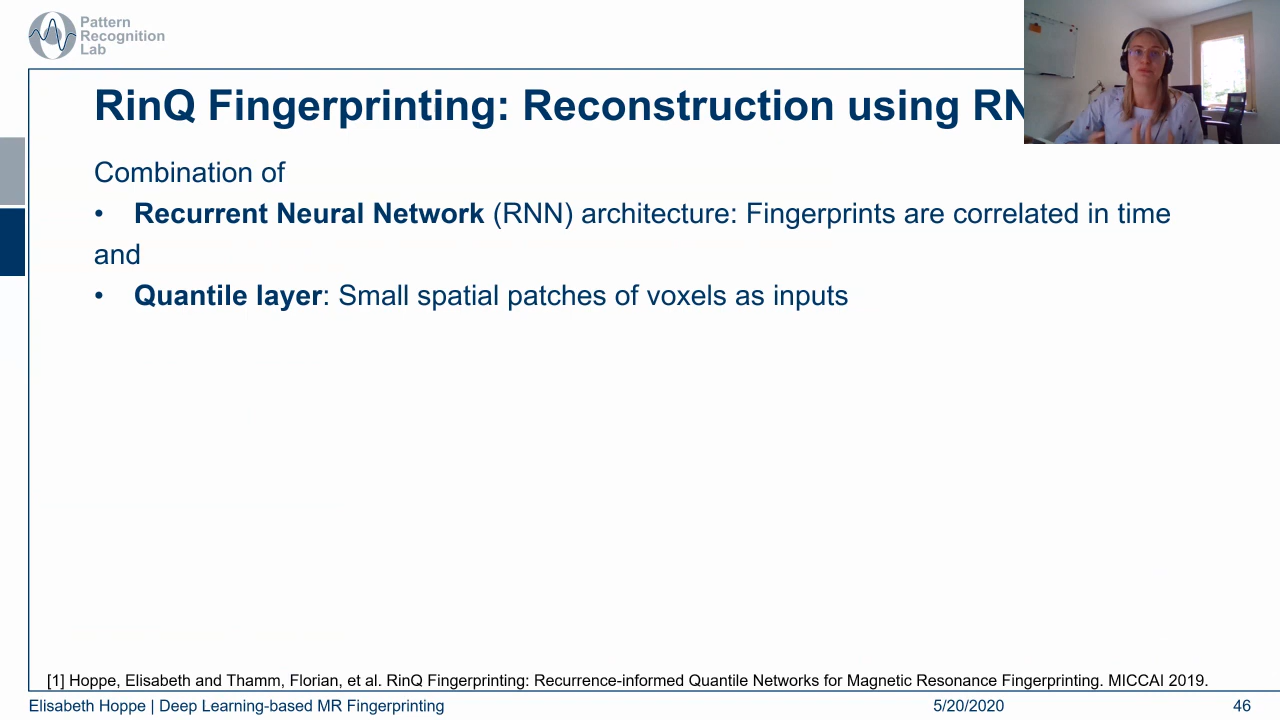 Pattern
Recognition
Lab
RinQ Fingerprinting: Reconstruction using RN
Combination of
• Recurrent Neural Network (RNN) architecture: Fingerprints are correlated in time
and
• Quantile layer: Small spatial patches of voxels as inputs
[1] Hoppe, Elisabeth and Thamm, Florian, et al. RinQ Fingerprinting: Recurrence-informed Quantile Networks for Magnetic Resonance Fingerprinting. MICCAI 2019.
Elisabeth Hoppe | Deep Learning-based MR Fingerprinting 5/20/2020 46